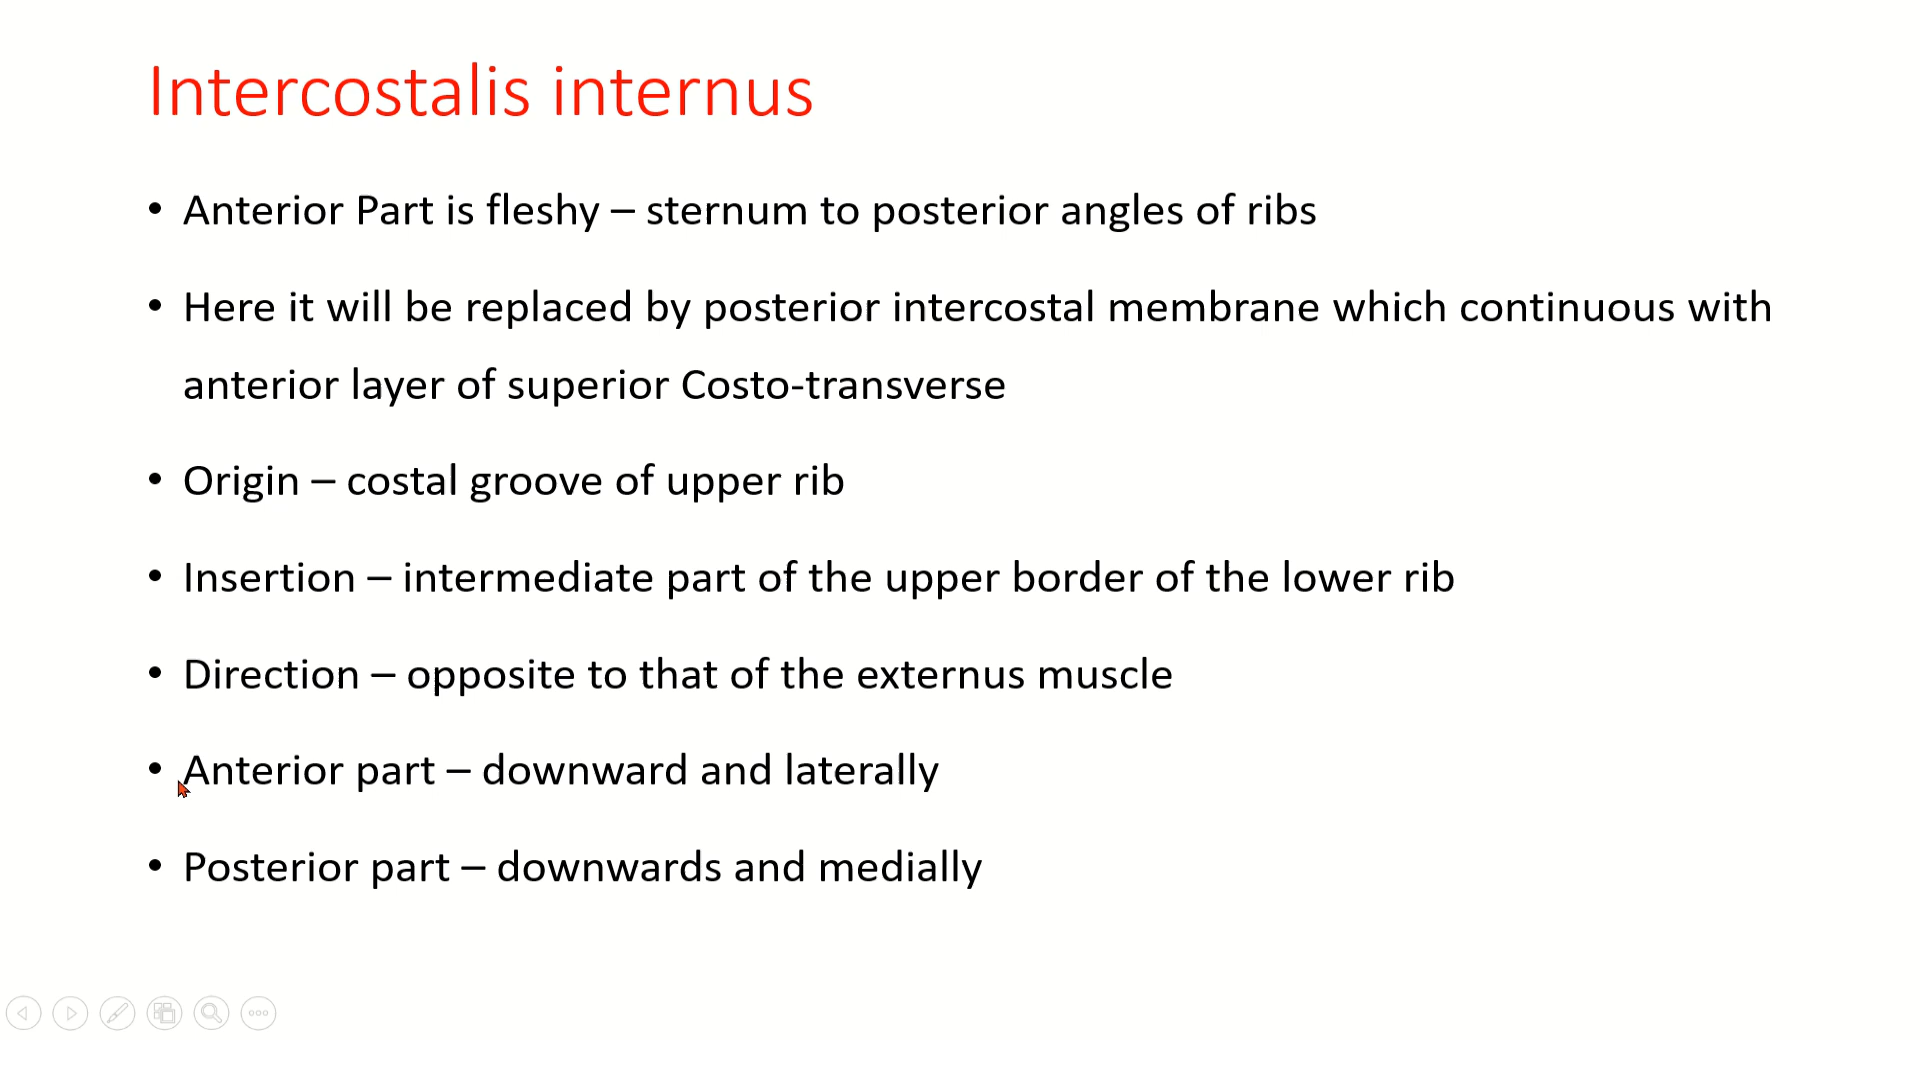 Intercostalis internus
• Anterior Part is fleshy – sternum to posterior angles of ribs
• Here it will be replaced by posterior intercostal membrane which continuous with
anterior layer of superior Costo-transverse
• Origin – costal groove of upper rib
• Insertion – intermediate part of the upper border of the lower rib
• Direction – opposite to that of the externus muscle
• Anterior part – downward and laterally
• Posterior part – downwards and medially